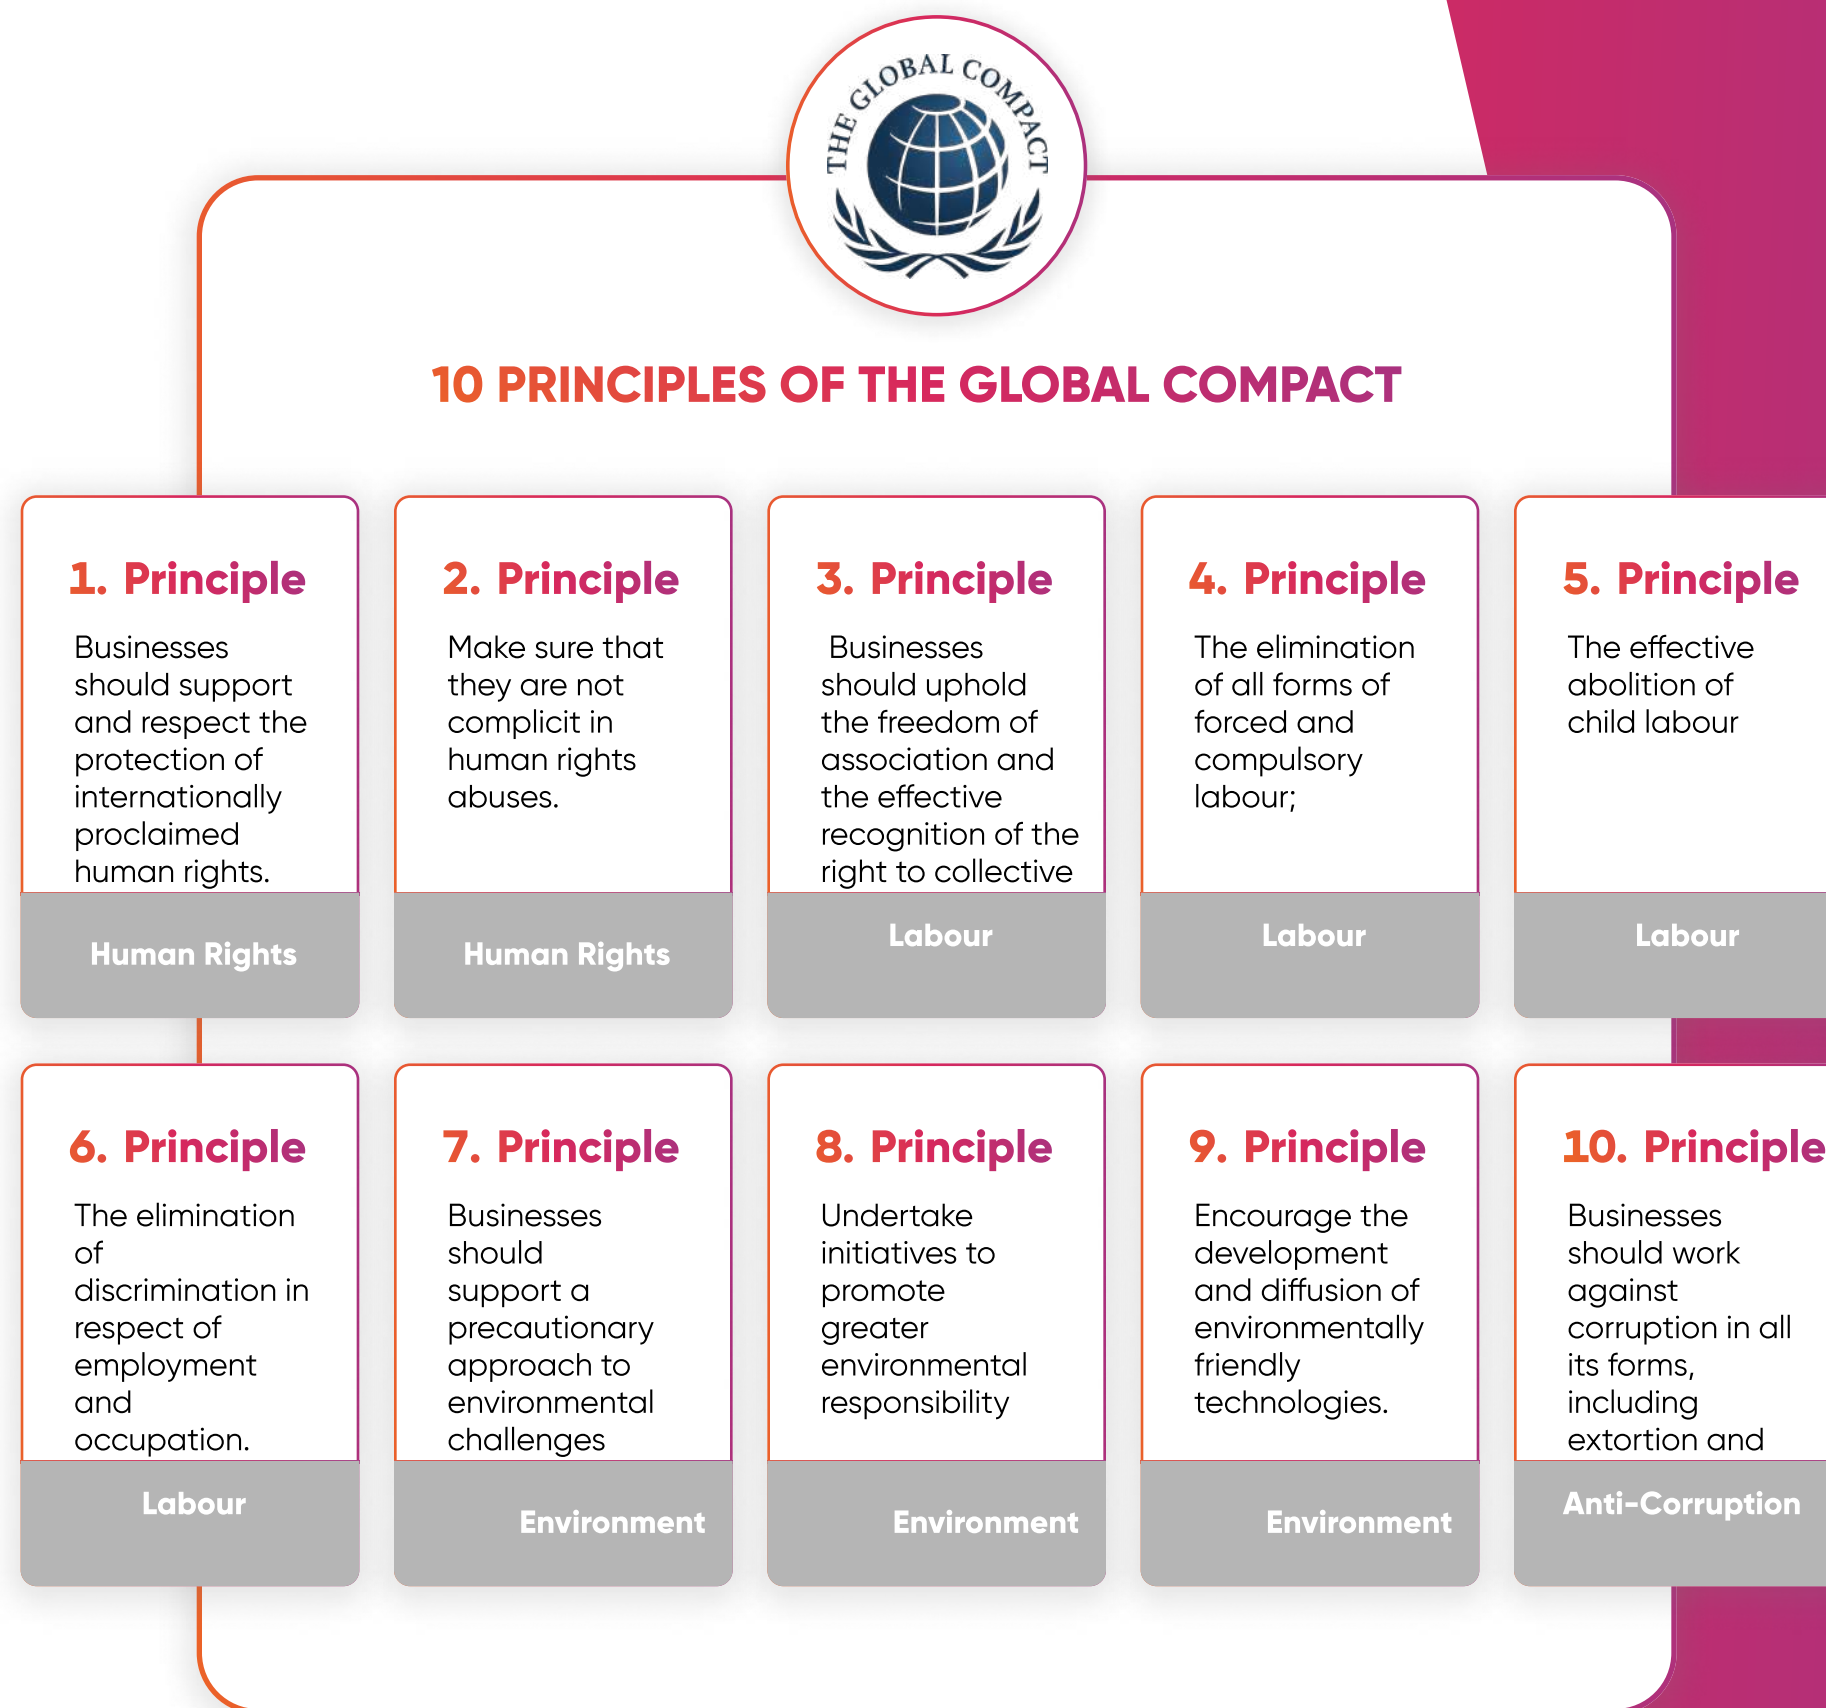 THE GLOBAL COMPACT
10 PRINCIPLES OF THE GLOBAL COMPACT
1. Principle
Businesses
should support
and respect the
protection of
internationally
proclaimed
human rights.
Human Rights
2. Principle
Make sure that
they are not
complicit in
human rights
abuses.
Human Rights
3. Principle
Businesses
should uphold
the freedom of
association and
the effective
recognition of the
right to collective
Labour
4. Principle
The elimination
of all forms of
forced and
compulsory
labour;
Labour
5. Principle
The effective
abolition of
child labour
Labour
6. Principle
The elimination
of
discrimination in
respect of
employment
and
occupation.
Labour
7. Principle
Businesses
should
support a
precautionary
approach to
environmental
challenges
Environment
8. Principle
Undertake
initiatives to
promote
greater
environmental
responsibility
Environment
9. Principle
Encourage the
development
and diffusion of
environmentally
friendly
technologies.
Environment
10. Principle
Businesses
should work
against
corruption in all
its forms,
including
extortion and
Anti-Corruption